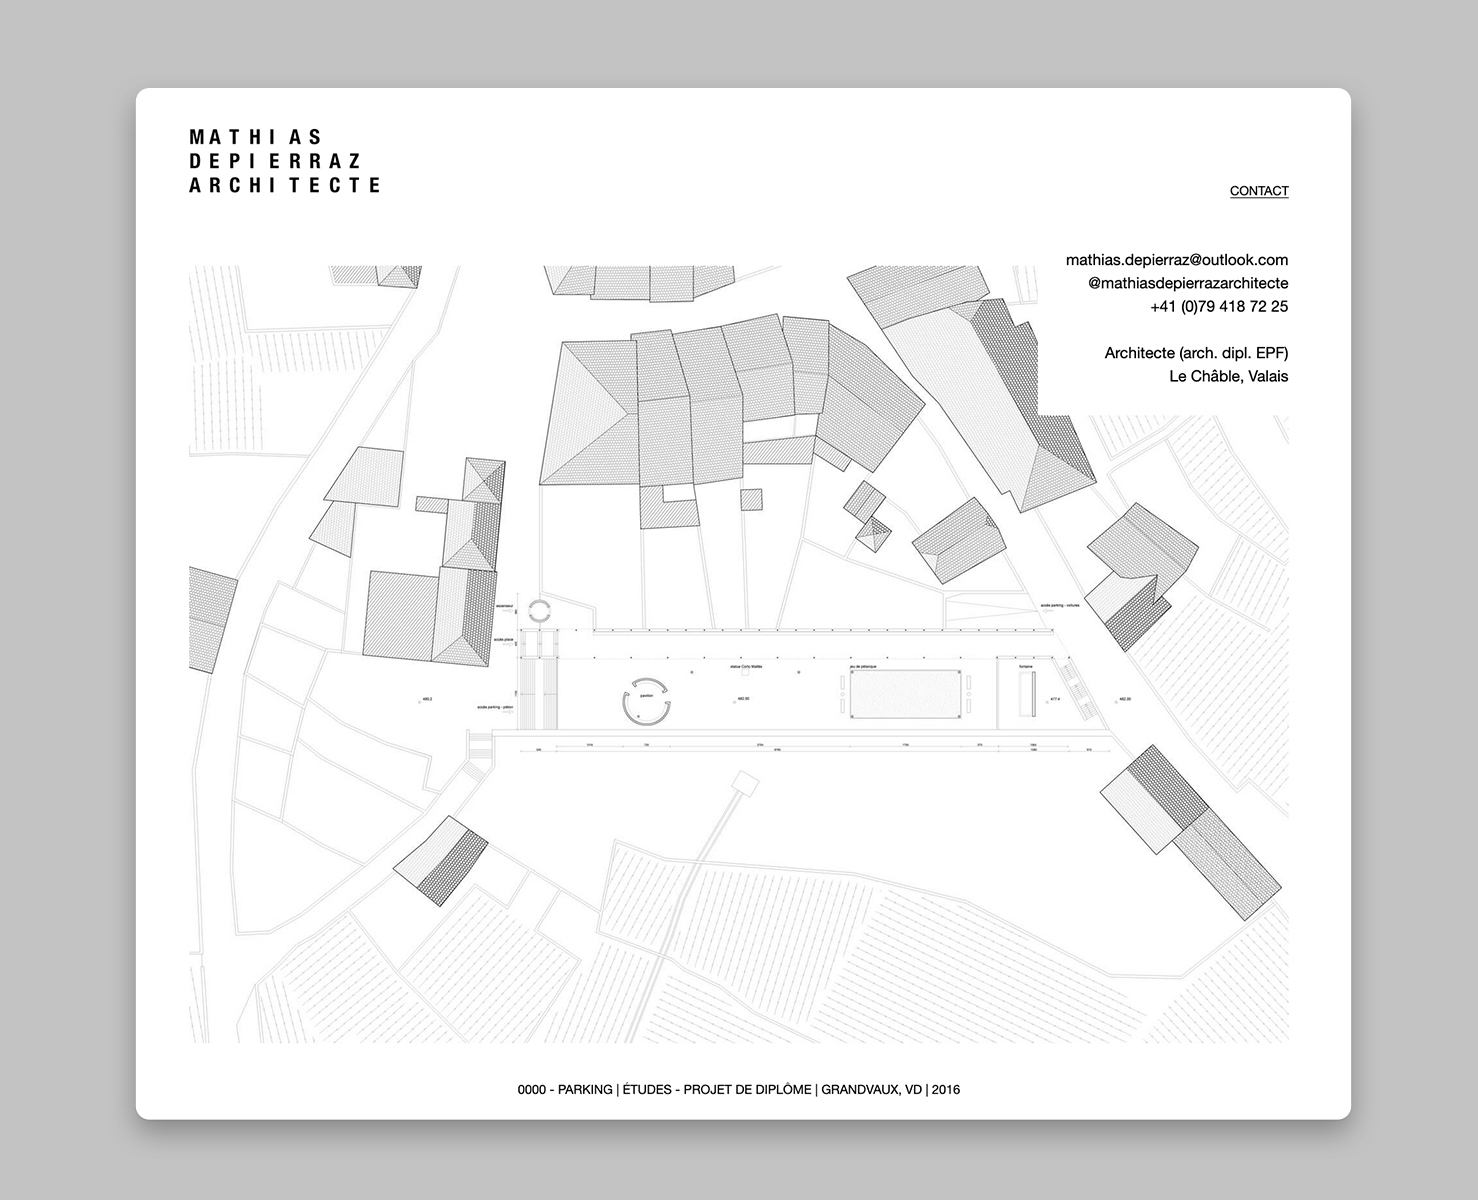 MATHIAS
DEPIERRAZ
ARCHITECTE
CONTACT
mathias.depierraz@outlook.com
@mathiasdepierrazarchitecte
+41 (0)79 418 72 25
Architecte (arch. dipl. EPF)
Le Châble, Valais
ascenseur
accès parking - voitures
accès place
statue Corto Maltés
jeu de pétanque
fontaine
pavillon
accès parking - piéton
0000 - PARKING | ÉTUDES - PROJET DE DIPLÔME | GRANDVAUX, VD | 2016